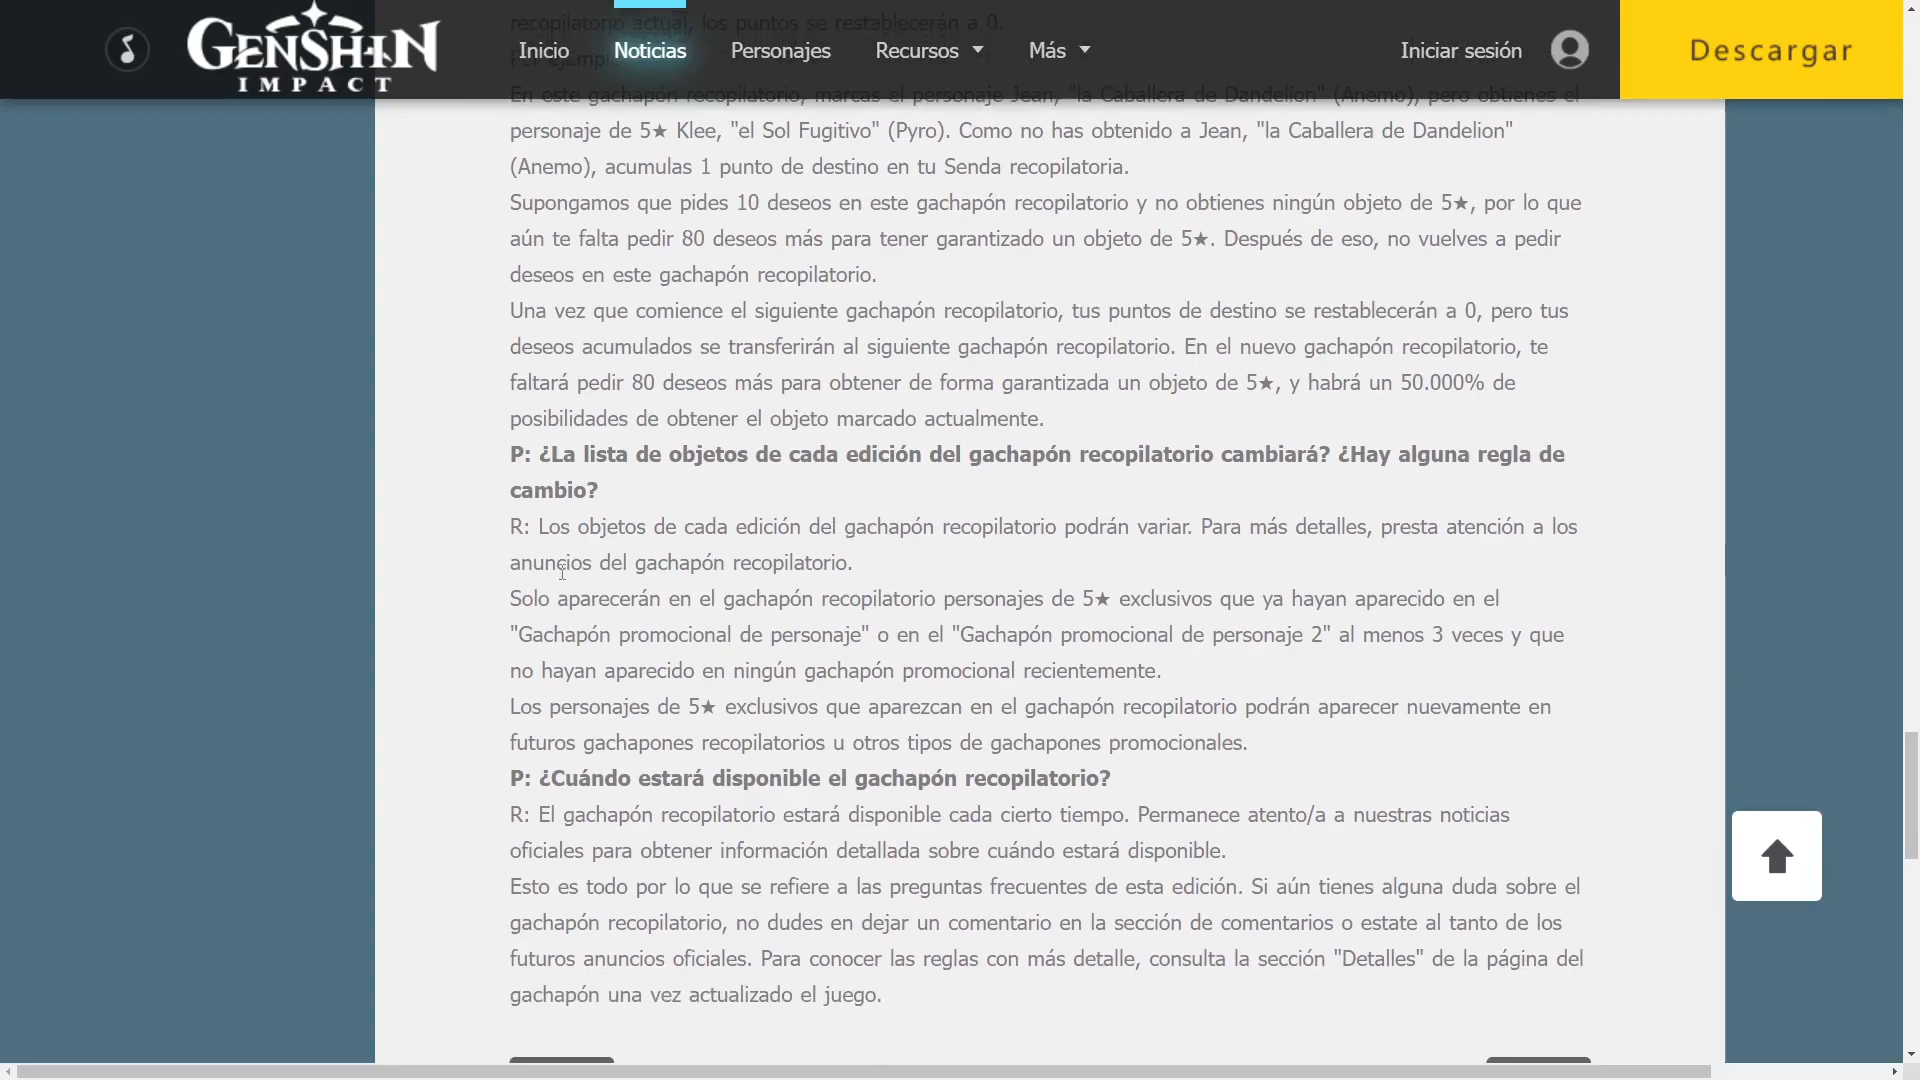 recopilatorio actual, los puntos se restablecerán a 0.
GENSHIN
IMPACT
Inicio
Noticias
Personajes
Recursos
Más
Iniciar sesión
Descargar
Por ejemplo
En este gachapón recopilatorio, marcas el personaje Jean, "la Caballera de Dandelion" (Anemo), pero obtienes el
personaje de 5★ Klee, "el Sol Fugitivo" (Pyro). Como no has obtenido a Jean, "la Caballera de Dandelion"
(Anemo), acumulas 1 punto de destino en tu Senda recopilatoria.
Supongamos que pides 10 deseos en este gachapón recopilatorio y no obtienes ningún objeto de 5★, por lo que
aún te falta pedir 80 deseos más para tener garantizado un objeto de 5★. Después de eso, no vuelves a pedir
deseos en este gachapón recopilatorio.
Una vez que comience el siguiente gachapón recopilatorio, tus puntos de destino se restablecerán a 0, pero tus
deseos acumulados se transferirán al siguiente gachapón recopilatorio. En el nuevo gachapón recopilatorio, te
faltará pedir 80 deseos más para obtener de forma garantizada un objeto de 5★, y habrá un 50.000% de
posibilidades de obtener el objeto marcado actualmente.
P: ¿La lista de objetos de cada edición del gachapón recopilatorio cambiará? ¿Hay alguna regla de
cambio?
R: Los objetos de cada edición del gachapón recopilatorio podrán variar. Para más detalles, presta atención a los
anuncios del gachapón recopilatorio.
Solo aparecerán en el gachapón recopilatorio personajes de 5★ exclusivos que ya hayan aparecido en el
"Gachapón promocional de personaje" o en el "Gachapón promocional de personaje 2" al menos 3 veces y que
no hayan aparecido en ningún gachapón promocional recientemente.
Los personajes de 5★ exclusivos que aparezcan en el gachapón recopilatorio podrán aparecer nuevamente en
futuros gachapones recopilatorios u otros tipos de gachapones promocionales.
P: ¿Cuándo estará disponible el gachapón recopilatorio?
R: El gachapón recopilatorio estará disponible cada cierto tiempo. Permanece atento/a a nuestras noticias
oficiales para obtener información detallada sobre cuándo estará disponible.
Esto es todo por lo que se refiere a las preguntas frecuentes de esta edición. Si aún tienes alguna duda sobre el
gachapón recopilatorio, no dudes en dejar un comentario en la sección de comentarios o estate al tanto de los
futuros anuncios oficiales. Para conocer las reglas con más detalle, consulta la sección "Detalles" de la página del
gachapón una vez actualizado el juego.